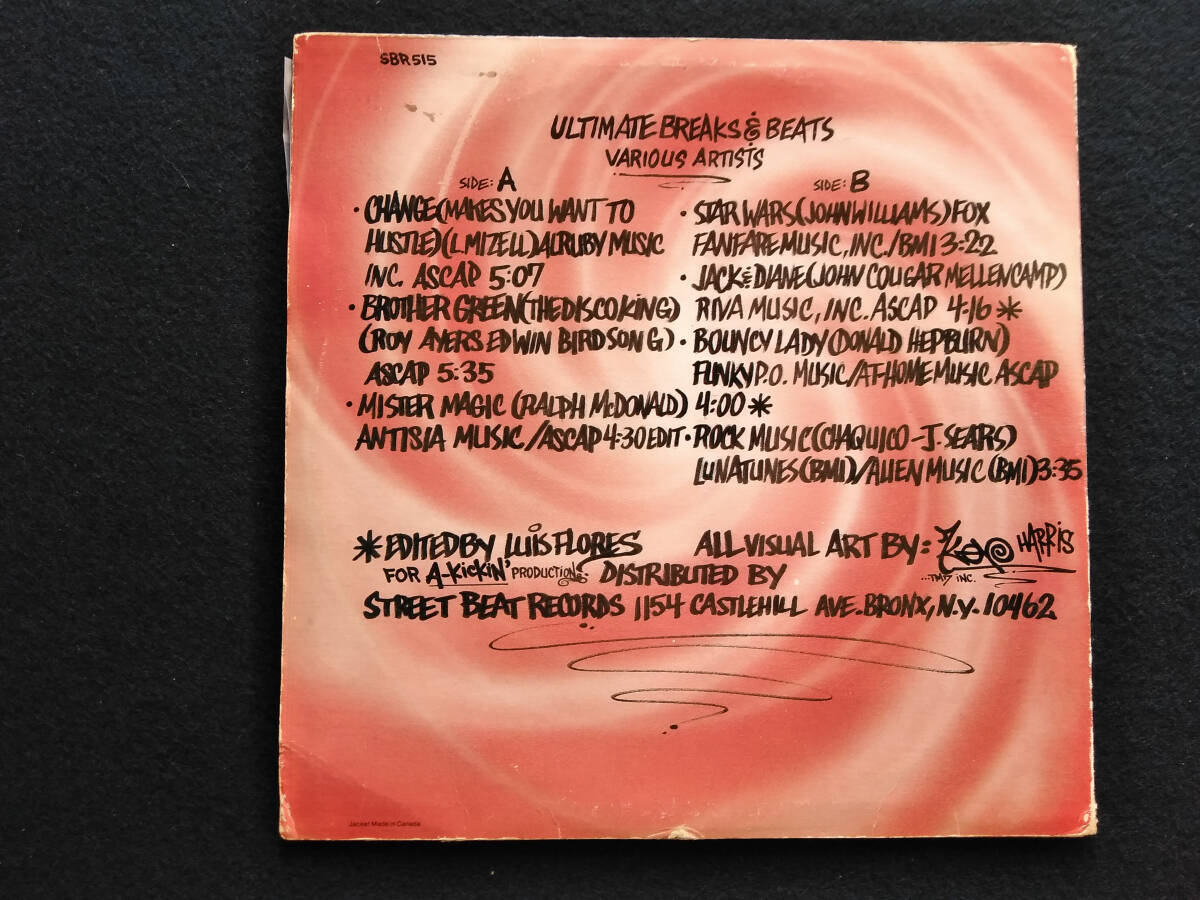 SBR515
ULTIMATE BREAKS & BEATS
VARIOUS ARTISTS
SIDE: A
· CHANGE (MAKES YOU WANT TO
HUSTLE) (L. MIZELL) ALRUBY MUSIC
INC. ASCAP 5:07
· BROTHER GREEN (THE DISCO KING)
(ROY AYERS EDWIN BIRDSONG)
ASCAP 5:35
· MISTER MAGIC (RALPH McDONALD)
ANTISIA MUSIC/ASCAP 4:30 EDIT
SIDE: B
· STAR WARS (JOHN WILLIAMS) FOX
FANFARE MUSIC, INC./BMI 3:22
· JACK & DIANE (JOHN COUGAR MELLENCAMP)
RIVA MUSIC, INC. ASCAP 4:16 *
· BOUNCY LADY (DONALD HEPBURN)
FUNKY P.O. MUSIC/AT-HOME MUSIC ASCAP
4:00 *
· ROCK MUSIC (CHAQUICO - J. SEARS)
LUNATUNES (BMI)/ALIEN MUSIC (BMI) 3:35
* EDITED BY LUIS FLORES
FOR A-KICKIN' PRODUCTIONS
ALL VISUAL ART BY: KEV HARRIS
...TMD INC.
DISTRIBUTED BY
STREET BEAT RECORDS 1154 CASTLEHILL AVE. BRONX, N.Y. 10462
Jacket Made in Canada